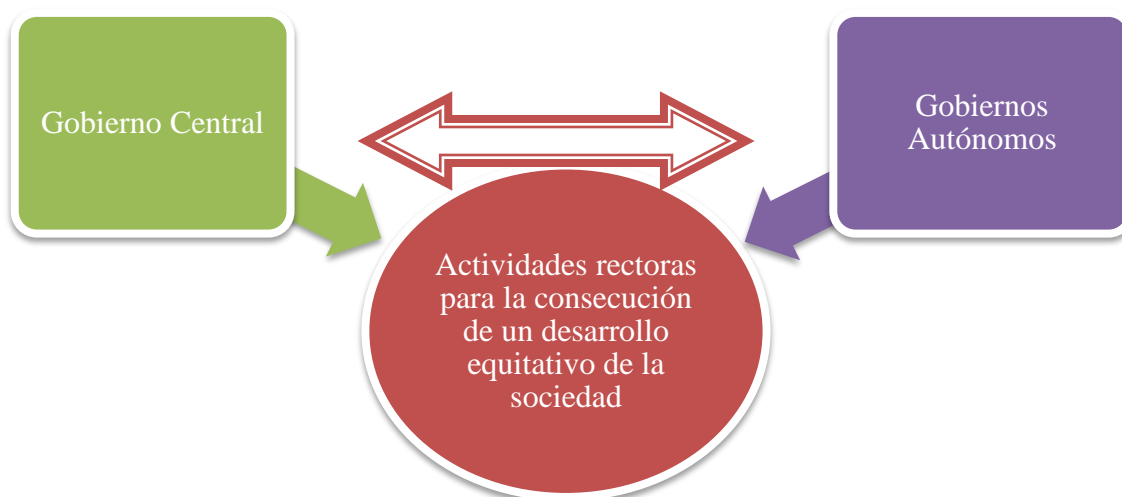 Gobierno Central
Gobiernos
Autónomos
Actividades rectoras
para la consecución
de un desarrollo
equitativo de la
sociedad